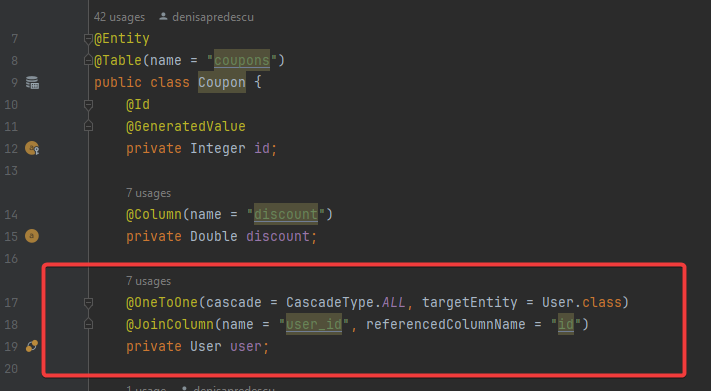 42 usages denisapredescu
7 @Entity
8 @Table(name = "coupons")
9 public class Coupon {
10 @Id
11 @GeneratedValue
12 private Integer id;
13
7 usages
14 @Column(name = "discount")
15 private Double discount;
16
7 usages
17 @OneToOne(cascade = CascadeType.ALL, targetEntity = User.class)
18 @JoinColumn(name = "user_id", referencedColumnName = "id")
19 private User user;
20
1 usage denisapredescu